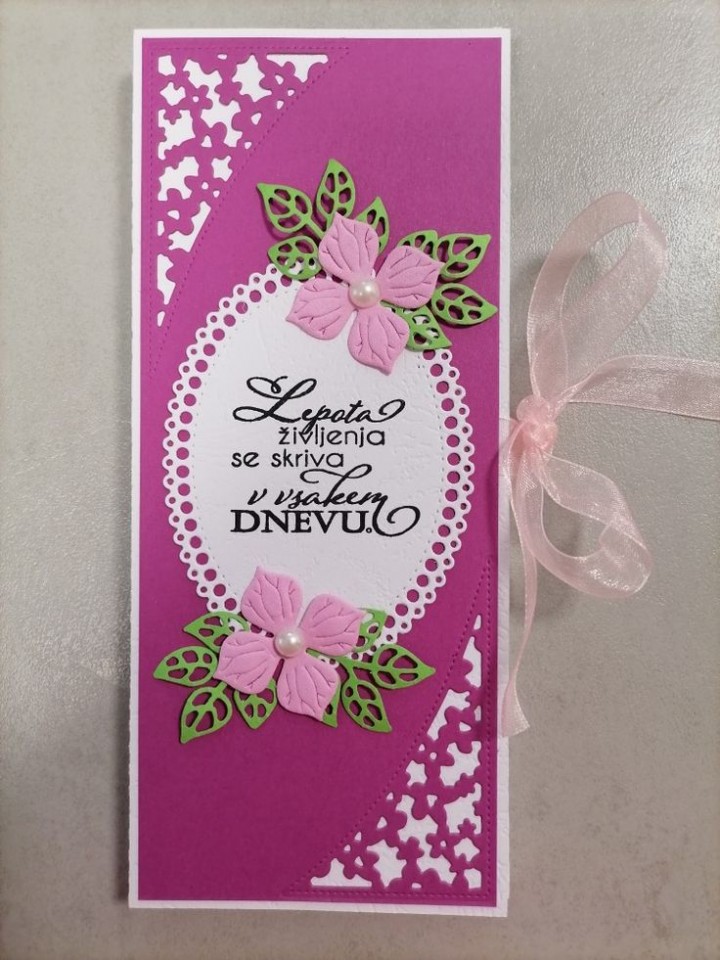 Lepota
življenja
se skriva
v vsakem
DNEVU.